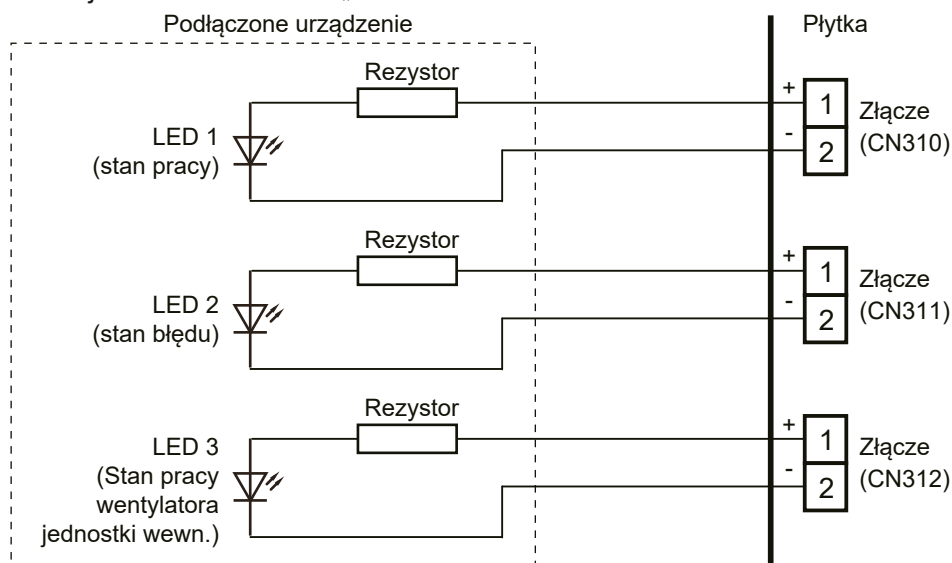 Podłączone urządzenie
Płytka
Rezystor
LED 1
(stan pracy)
+
-
1
2
Złącze
(CN310)
Rezystor
LED 2
(stan błędu)
+
-
1
2
Złącze
(CN311)
Rezystor
LED 3
(Stan pracy
wentylatora
jednostki wewn.)
+
-
1
2
Złącze
(CN312)